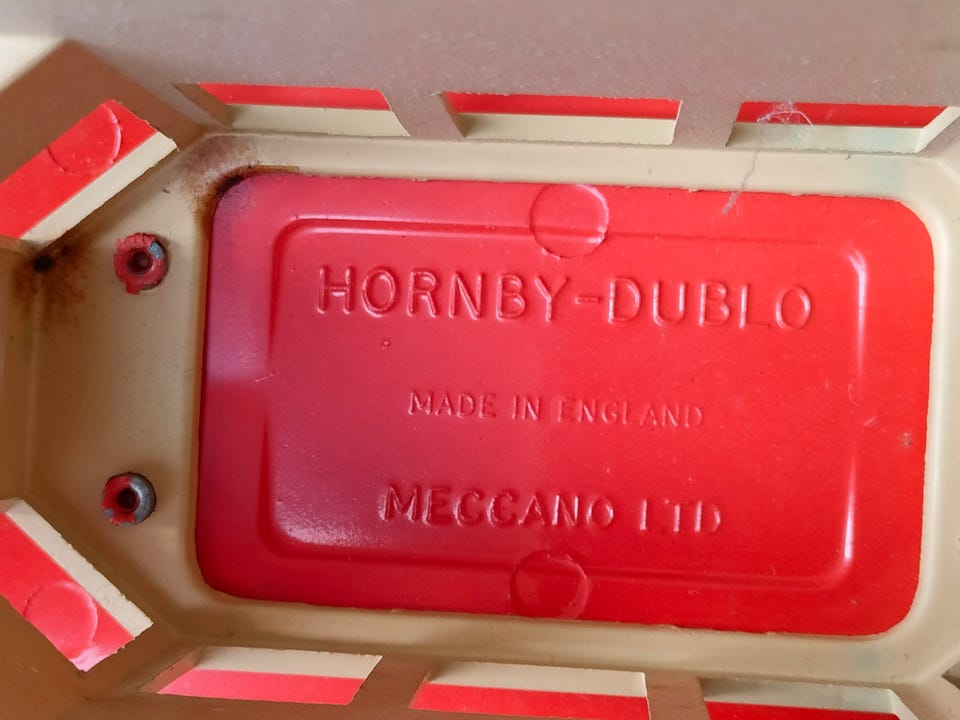 HORNBY-DUBLO
MADE IN ENGLAND
MECCANO LTD